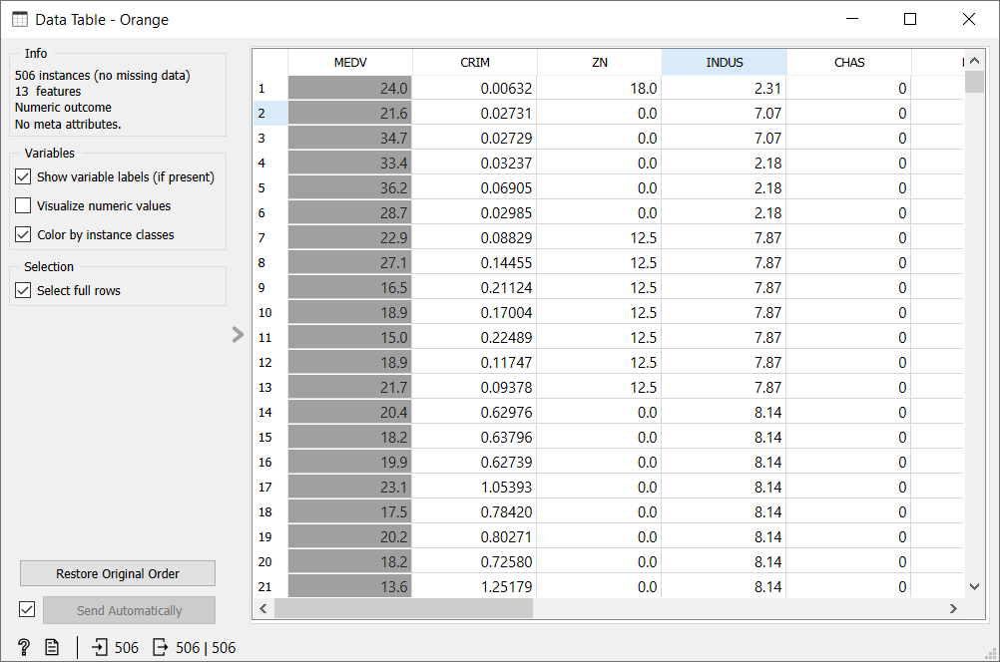 Data Table - Orange
Info
506 instances (no missing data)
13 features
Numeric outcome
No meta attributes.
Variables
Show variable labels (if present)
Visualize numeric values
Color by instance classes
Selection
Select full rows
Restore Original Order
Send Automatically
? 506 506 | 506
MEDV CRIM ZN INDUS CHAS
1 24.0 0.00632 18.0 2.31 0
2 21.6 0.02731 0.0 7.07 0
3 34.7 0.02729 0.0 7.07 0
4 33.4 0.03237 0.0 2.18 0
5 36.2 0.06905 0.0 2.18 0
6 28.7 0.02985 0.0 2.18 0
7 22.9 0.08829 12.5 7.87 0
8 27.1 0.14455 12.5 7.87 0
9 16.5 0.21124 12.5 7.87 0
10 18.9 0.17004 12.5 7.87 0
11 15.0 0.22489 12.5 7.87 0
12 18.9 0.11747 12.5 7.87 0
13 21.7 0.09378 12.5 7.87 0
14 20.4 0.62976 0.0 8.14 0
15 18.2 0.63796 0.0 8.14 0
16 19.9 0.62739 0.0 8.14 0
17 23.1 1.05393 0.0 8.14 0
18 17.5 0.78420 0.0 8.14 0
19 20.2 0.80271 0.0 8.14 0
20 18.2 0.72580 0.0 8.14 0
21 13.6 1.25179 0.0 8.14 0